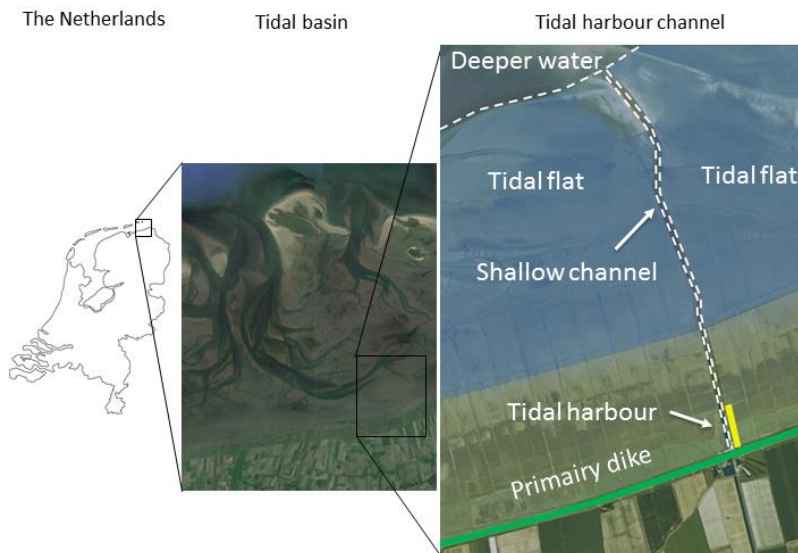 The Netherlands
Tidal basin
Tidal harbour channel
Deeper water
Tidal flat
Tidal flat
Shallow channel
Tidal harbour
Primairy dike